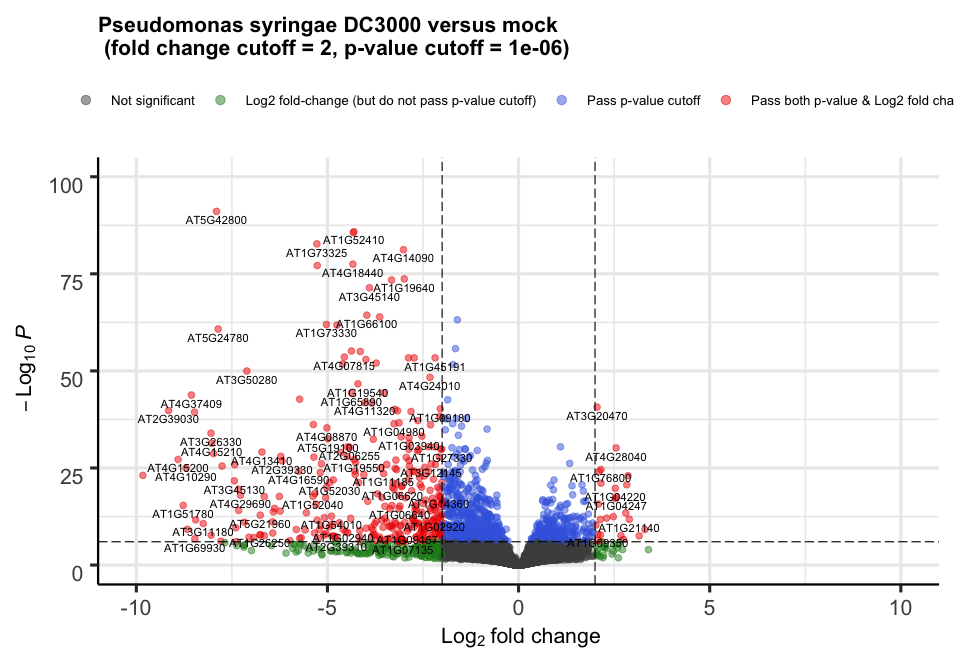 Pseudomonas syringae DC3000 versus mock
(fold change cutoff = 2, p-value cutoff = 1e-06)
Not significant
Log2 fold-change (but do not pass p-value cutoff)
Pass p-value cutoff
Pass both p-value & Log2 fold cha
100
75
50
25
0
− Log10 P
AT5G42800
AT1G52410
AT1G73325
AT4G14090
AT4G18440
AT1G19640
AT3G45140
AT1G66100
AT1G73330
AT5G24780
AT4G07815
AT1G45191
AT3G50280
AT4G24010
AT1G19540
AT4G37409
AT1G65890
AT4G11320
AT2G39030
AT1G09180
AT3G20470
AT1G04980
AT4G08870
AT3G26330
AT1G03940
AT5G19100
AT4G15210
AT2G06255
AT1G27330
AT4G28040
AT4G13410
AT4G15200
AT2G39330
AT1G19550
AT3G12145
AT4G10290
AT4G16590
AT1G11185
AT1G76800
AT3G45130
AT1G52030
AT1G06620
AT1G04220
AT4G29690
AT1G52040
AT1G14360
AT1G04247
AT1G51780
AT1G06640
AT5G21960
AT1G54010
AT1G02920
AT1G21140
AT3G11180
AT1G02940
AT1G09157
AT1G26250
AT1G09350
AT1G69930
AT2G39310
AT1G07135
-10
-5
0
5
10
Log2 fold change